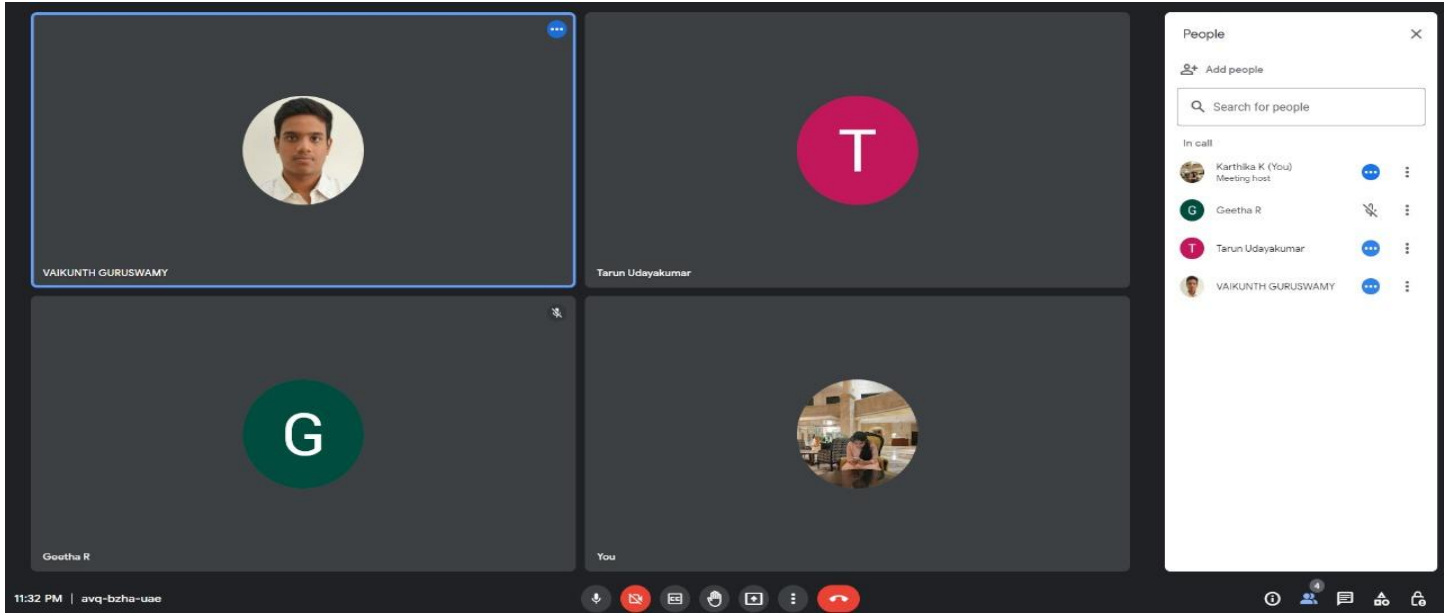 VAIKUNTH GURUSWAMY
T
Tarun Udayakumar
G
Geetha R
You
11:32 PM | avq-bzha-uae
CC
People
Add people
Search for people
In call
Karthika K (You)
Meeting host
G Geetha R
T Tarun Udayakumar
VAIKUNTH GURUSWAMY
4